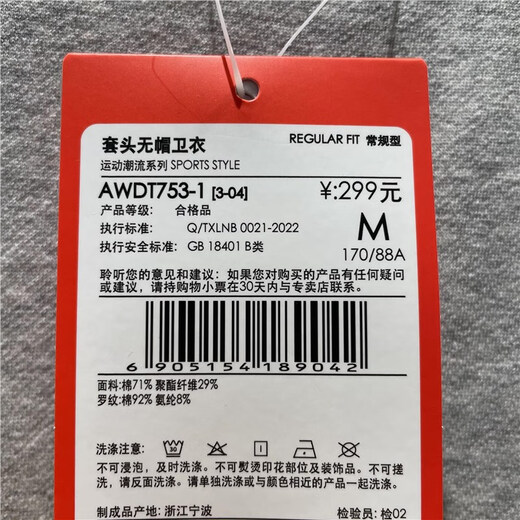 套头无帽卫衣 REGULAR FIT 常规型
运动潮流系列 SPORTS STYLE
AWDT753-1 [3-04] ¥:299元
产品等级: 合格品
执行标准: Q/TXLNB 0021-2022 M
执行安全标准: GB 18401 B类 170/88A
聆听您的意见和建议: 如果您对购买的产品有任何疑问
或建议, 请持购物小票在30天内与专卖店联系。
6 905154 189042
面料:棉71% 聚酯纤维29%
罗纹:棉92% 氨纶8%
洗涤注意: 30
不可浸泡, 及时洗涤。不可熨烫印花部位及装饰品。不可搓
洗, 请反面洗涤。请单独洗涤或与颜色相近的产品一起洗涤。
制成品产地: 浙江宁波 检验员: 检02